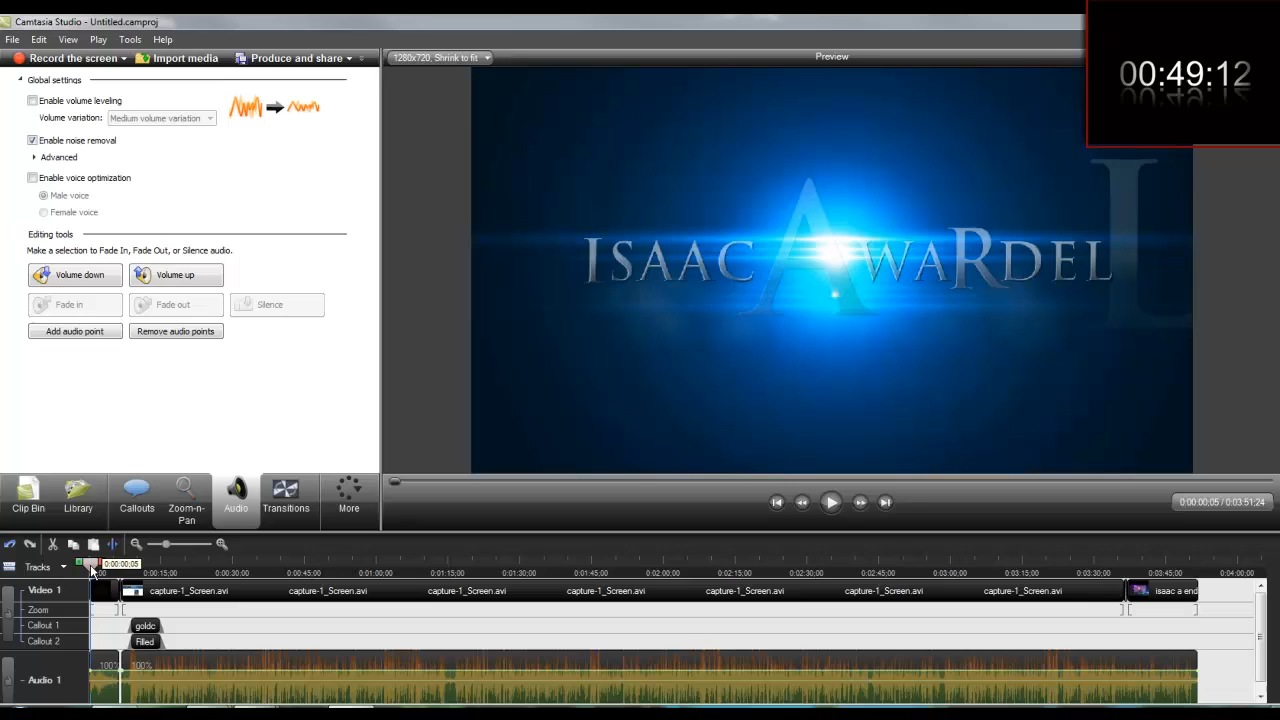 Camtasia Studio - Untitled.camproj
File Edit View Play Tools Help
Record the screen Import media Produce and share
1280x720, Shrink to fit
Preview
00:49:12
Global settings
Enable volume leveling
Volume variation: Medium volume variation
Enable noise removal
Advanced
Enable voice optimization
Male voice
Female voice
Editing tools
Make a selection to Fade In, Fade Out, or Silence audio.
Volume down Volume up
Fade in Fade out Silence
Add audio point Remove audio points
ISAAC AWARDEL L
Clip Bin Library Callouts Zoom-n-Pan Audio Transitions More
0:00:00;05 / 0:03:51;24
Tracks
0:00:00;05
0:00:15;00 0:00:30;00 0:00:45;00 0:01:00;00 0:01:15;00 0:01:30;00 0:01:45;00 0:02:00;00 0:02:15;00 0:02:30;00 0:02:45;00 0:03:00;00 0:03:15;00 0:03:30;00 0:03:45;00 0:04:00;00
Video 1 capture-1_Screen.avi capture-1_Screen.avi capture-1_Screen.avi capture-1_Screen.avi capture-1_Screen.avi capture-1_Screen.avi capture-1_Screen.avi isaac a end
Zoom
Callout 1 goldc
Callout 2 Filled
100% 100%
Audio 1